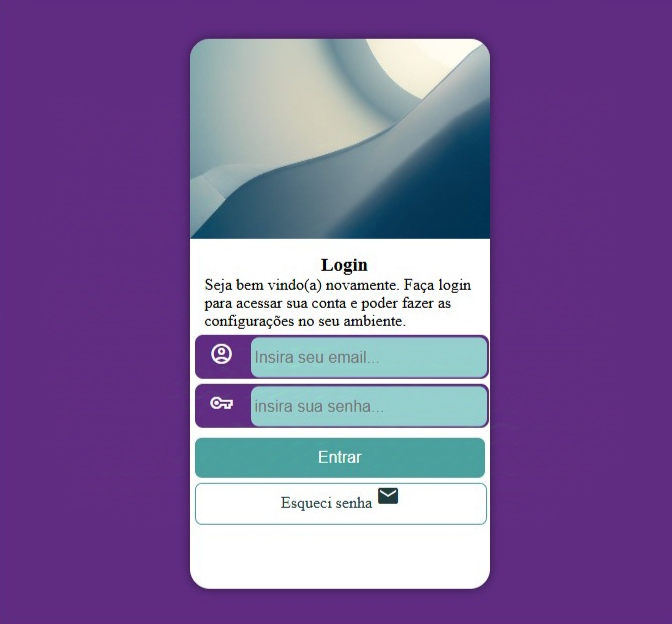 Login
Seja bem vindo(a) novamente. Faça login
para acessar sua conta e poder fazer as
configurações no seu ambiente.
Insira seu email...
insira sua senha...
Entrar
Esqueci senha